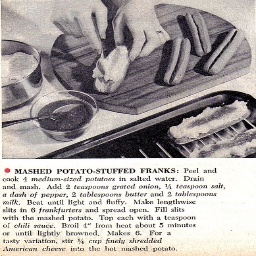 ● MASHED POTATO-STUFFED FRANKS: Peel and
cook 4 medium-sized potatoes in salted water. Drain
and mash. Add 2 teaspoons grated onion, ¼ teaspoon salt,
a dash of pepper, 2 tablespoons butter and 2 tablespoons
milk. Beat until light and fluffy. Make lengthwise
slits in 6 frankfurters and spread open. Fill slits
with the mashed potato. Top each with a teaspoon
of chili sauce. Broil 4" from heat about 5 minutes
or until lightly browned. Makes 6. For a
tasty variation, stir ¼ cup finely shredded
American cheese into the hot mashed potato.